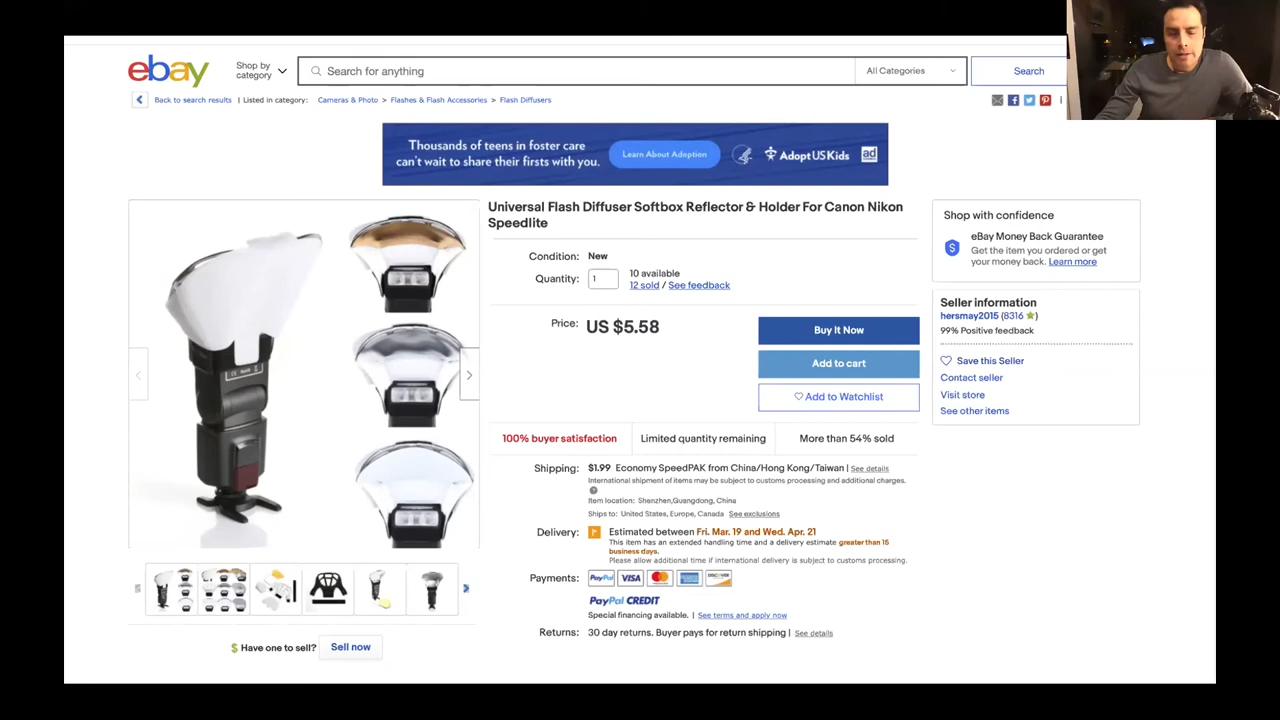 ebay
Shop by
category
Search for anything
All Categories
Search
Back to search results | Listed in category: Cameras & Photo > Flashes & Flash Accessories > Flash Diffusers
Thousands of teens in foster care
can't wait to share their firsts with you.
Learn About Adoption
AdoptUSKids
ad
Universal Flash Diffuser Softbox Reflector & Holder For Canon Nikon
Speedlite
Condition: New
Quantity: 1
10 available
12 sold / See feedback
Price: US $5.58
Buy It Now
Add to cart
Add to Watchlist
100% buyer satisfaction
Limited quantity remaining
More than 54% sold
Shipping: $1.99 Economy SpeedPAK from China/Hong Kong/Taiwan | See details
International shipment of items may be subject to customs processing and additional charges.
Item location: Shenzhen,Guangdong, China
Ships to: United States, Europe, Canada See exclusions
Delivery: Estimated between Fri. Mar. 19 and Wed. Apr. 21
This item has an extended handling time and a delivery estimate greater than 15
business days.
Please allow additional time if international delivery is subject to customs processing.
Payments: PayPal VISA
PayPal CREDIT
Special financing available. | See terms and apply now
Returns: 30 day returns. Buyer pays for return shipping | See details
Shop with confidence
eBay Money Back Guarantee
Get the item you ordered or get
your money back. Learn more
Seller information
hersmay2015 (8316)
99% Positive feedback
Save this Seller
Contact seller
Visit store
See other items
Have one to sell? Sell now